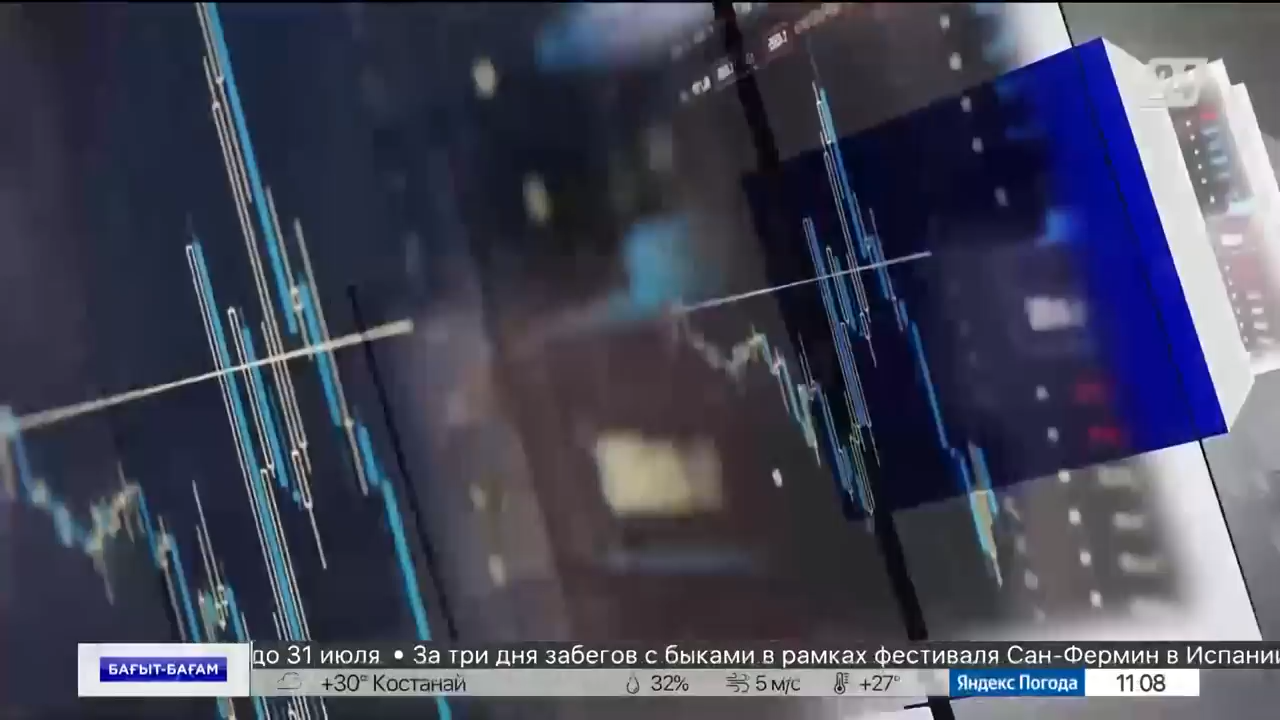 24
до 31 июля • За три дня забегов с быками в рамках фестиваля Сан-Фермин в Испании
БАҒЫТ-БАҒАМ
+30° Костанай 32% 5 м/с +27° Яндекс Погода 11:08